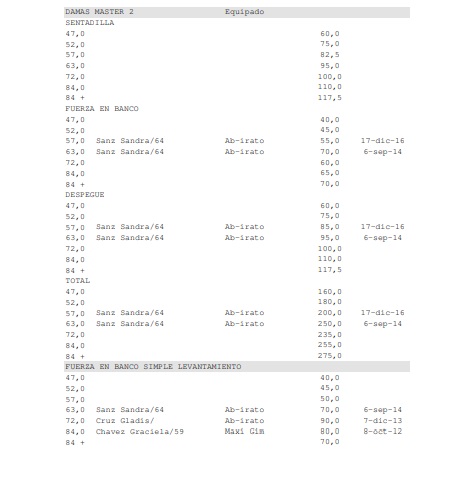 DAMAS MASTER 2 Equipado
SENTADILLA
47,0 60,0
52,0 75,0
57,0 82,5
63,0 95,0
72,0 100,0
84,0 110,0
84 + 117,5
FUERZA EN BANCO
47,0 40,0
52,0 45,0
57,0 Sanz Sandra/64 Ab-irato 55,0 17-dic-16
63,0 Sanz Sandra/64 Ab-irato 70,0 6-sep-14
72,0 60,0
84,0 65,0
84 + 70,0
DESPEGUE
47,0 60,0
52,0 75,0
57,0 Sanz Sandra/64 Ab-irato 85,0 17-dic-16
63,0 Sanz Sandra/64 Ab-irato 95,0 6-sep-14
72,0 100,0
84,0 110,0
84 + 117,5
TOTAL
47,0 160,0
52,0 180,0
57,0 Sanz Sandra/64 Ab-irato 200,0 17-dic-16
63,0 Sanz Sandra/64 Ab-irato 250,0 6-sep-14
72,0 235,0
84,0 255,0
84 + 275,0
FUERZA EN BANCO SIMPLE LEVANTAMIENTO
47,0 40,0
52,0 45,0
57,0 50,0
63,0 Sanz Sandra/64 Ab-irato 70,0 6-sep-14
72,0 Cruz Gladis/ Ab-irato 90,0 7-dic-13
84,0 Chavez Graciela/59 Maxi Gim 80,0 8-oct-12
84 + 70,0